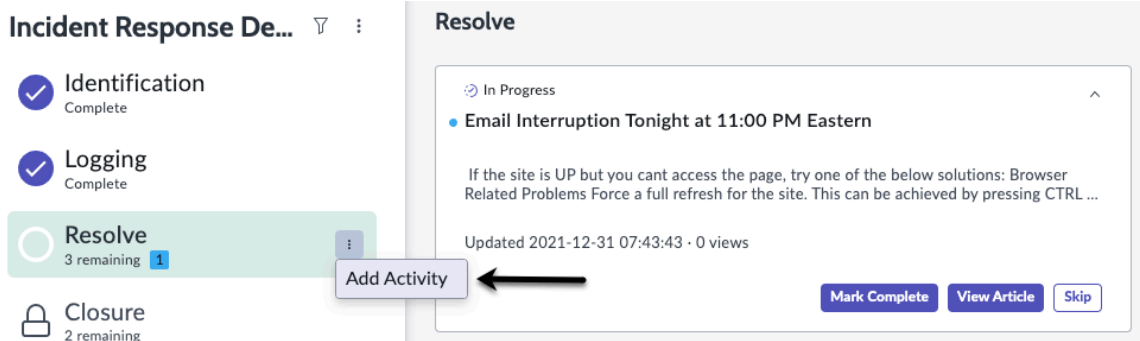 Incident Response De...
Identification
Complete
Logging
Complete
Resolve
3 remaining 1
Add Activity
Closure
2 remaining
Resolve
In Progress
Email Interruption Tonight at 11:00 PM Eastern
If the site is UP but you cant access the page, try one of the below solutions: Browser
Related Problems Force a full refresh for the site. This can be achieved by pressing CTRL ...
Updated 2021-12-31 07:43:43 · 0 views
Mark Complete View Article Skip